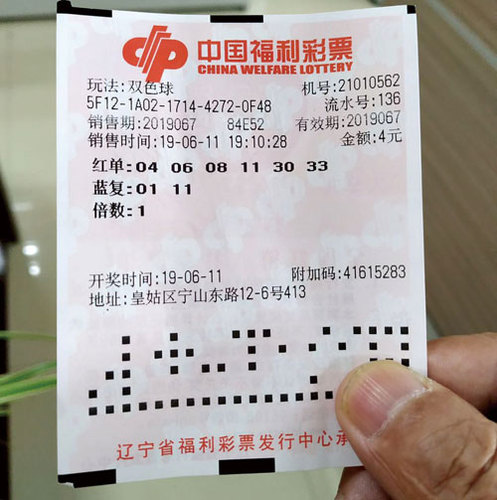 中国福利彩票
CHINA WELFARE LOTTERY
玩法:双色球 机号:21010562
5F12-1A02-1714-4272-0F48 流水号:136
销售期:2019067 84E52 有效期:2019067
销售时间:19-06-11 19:10:28 金额:4元
红单:04 06 08 11 30 33
蓝复:01 11
倍数:1
开奖时间:19-06-11 附加码:41615283
地址:皇姑区宁山东路12-6号413
辽宁省福利彩票发行中心承